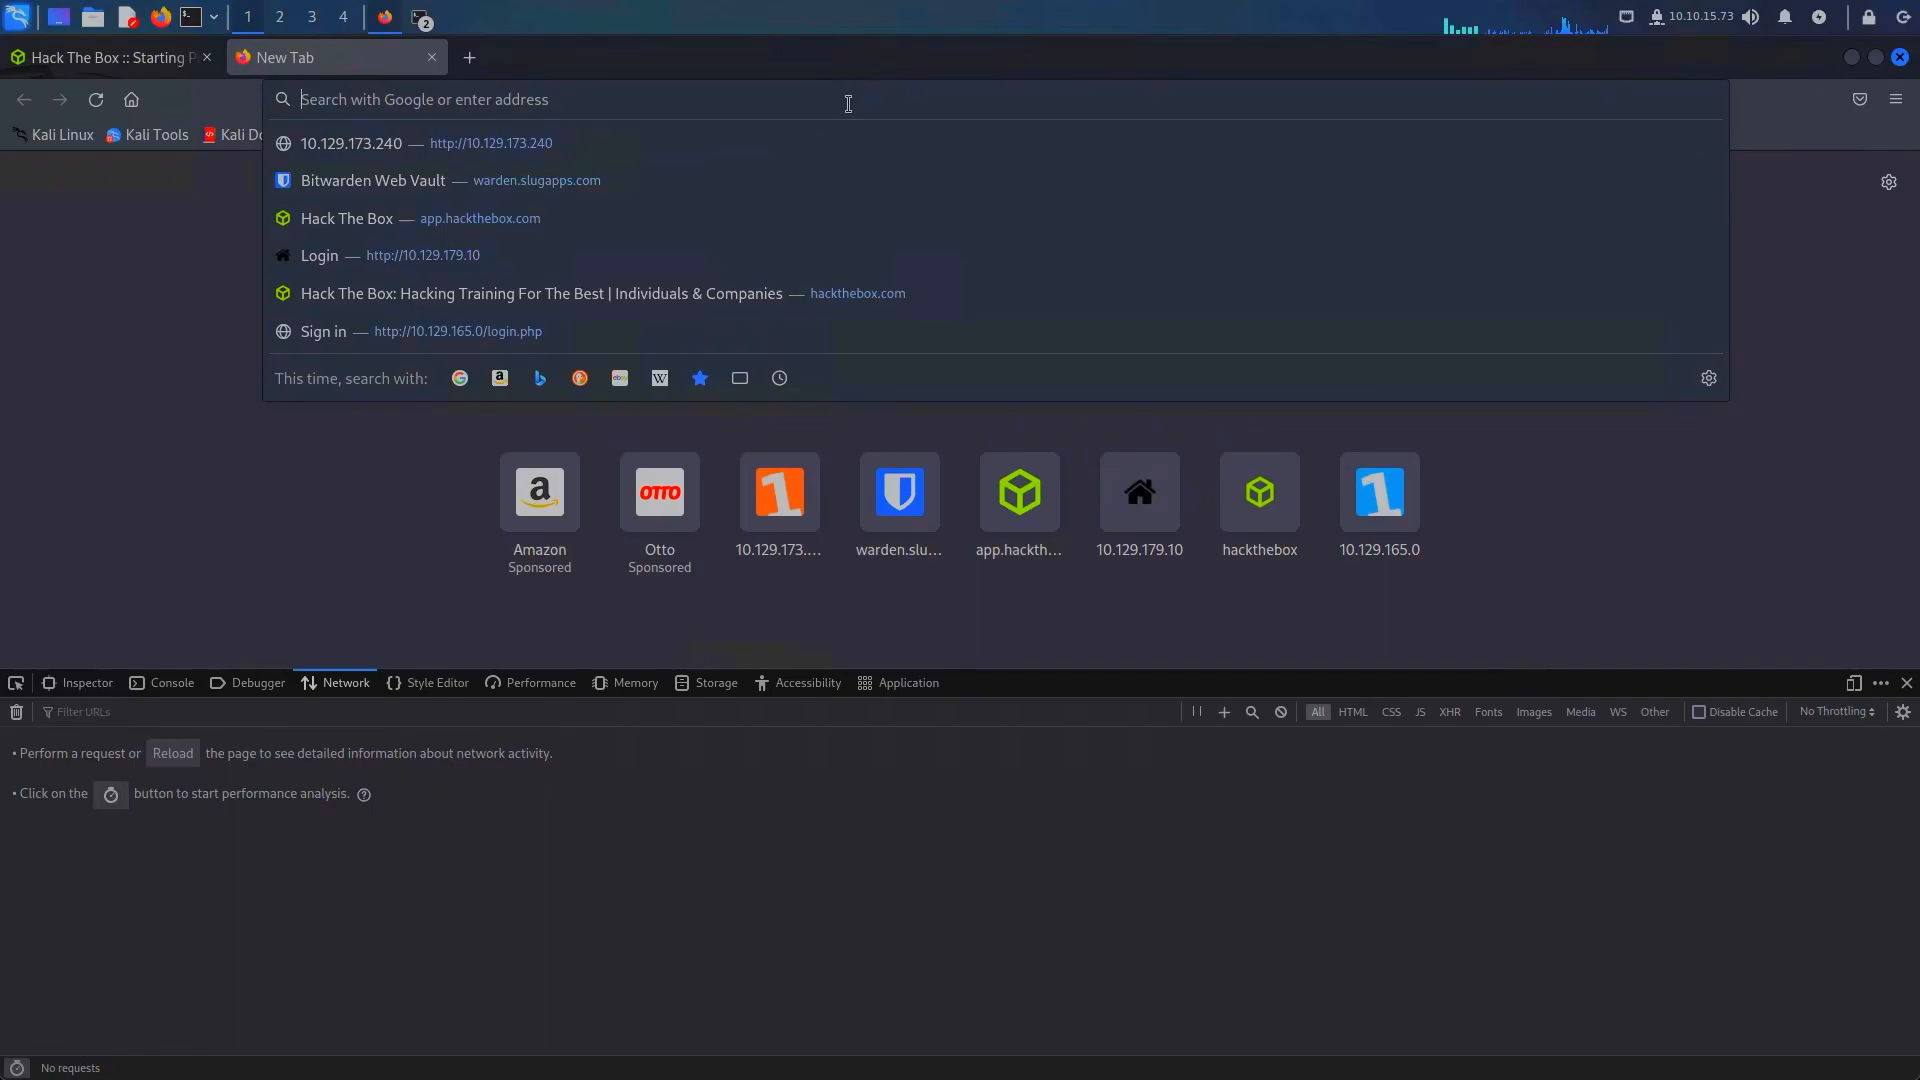 1 2 3 4 2 10.10.15.73
Hack The Box :: Starting P New Tab
Search with Google or enter address
Kali Linux Kali Tools Kali Do
10.129.173.240 — http://10.129.173.240
Bitwarden Web Vault — warden.slugapps.com
Hack The Box — app.hackthebox.com
Login — http://10.129.179.10
Hack The Box: Hacking Training For The Best | Individuals & Companies — hackthebox.com
Sign in — http://10.129.165.0/login.php
This time, search with:
Amazon Otto 10.129.173.... warden.slu... app.hackth... 10.129.179.10 hackthebox 10.129.165.0
Sponsored Sponsored
Inspector Console Debugger Network Style Editor Performance Memory Storage Accessibility Application
Filter URLs All HTML CSS JS XHR Fonts Images Media WS Other Disable Cache No Throttling
• Perform a request or Reload the page to see detailed information about network activity.
• Click on the button to start performance analysis.
No requests